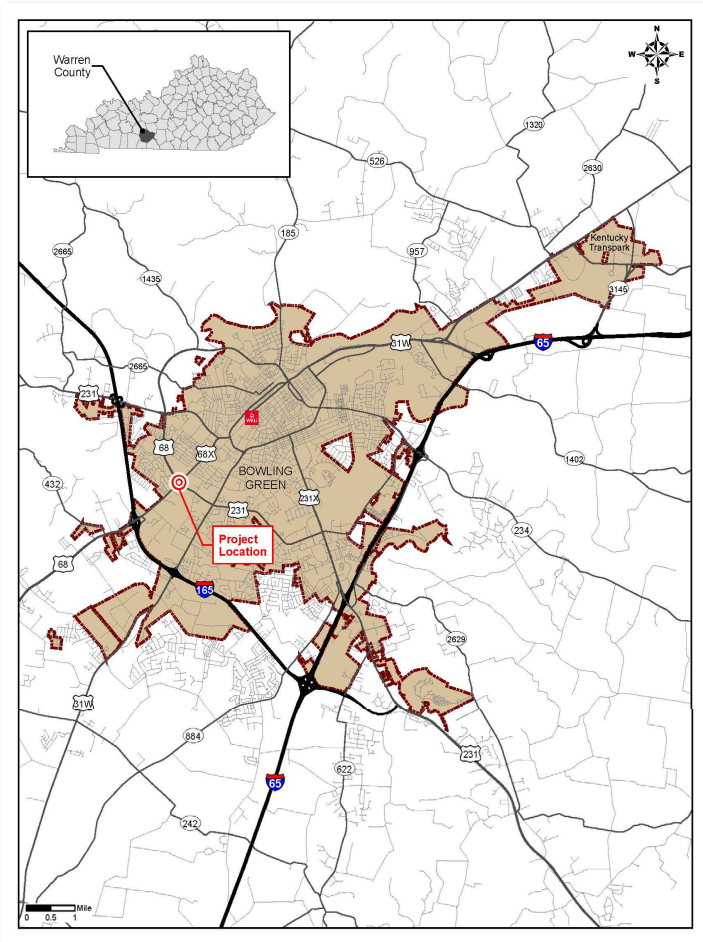 Warren
County
N
W
E
S
1320
526
2630
185
957
2665
1435
Kentucky
Transpark
3145
31W
65
2665
231
WKU
68
68X
1402
BOWLING
GREEN
432
231X
231
234
Project
Location
68
165
2629
31W
884
231
622
65
242
Mile
0 0.5 1